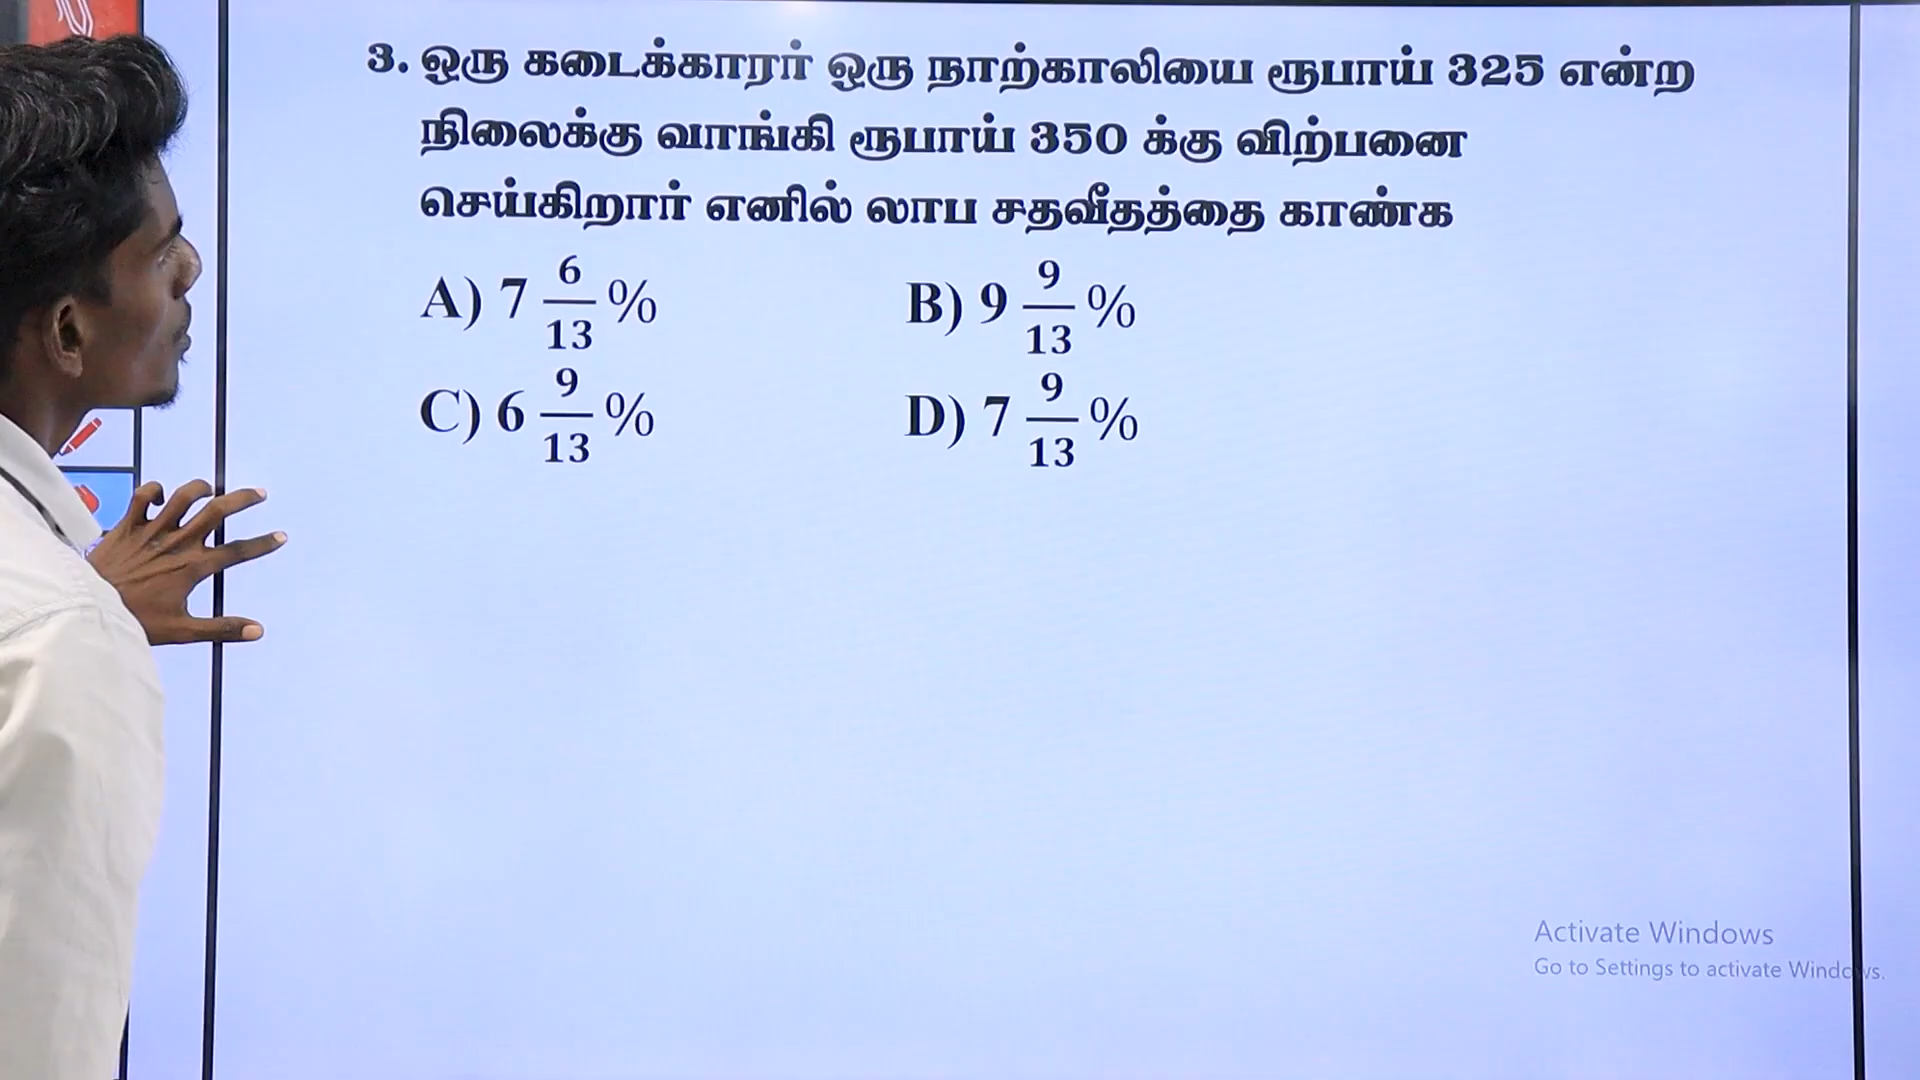 3. ஒரு கடைக்காரர் ஒரு நாற்காலியை ரூபாய் 325 என்ற
நிலைக்கு வாங்கி ரூபாய் 350 க்கு விற்பனை
செய்கிறார் எனில் லாப சதவீதத்தை காண்க
A) 7 6/13 % B) 9 9/13 %
C) 6 9/13 % D) 7 9/13 %
Activate Windows
Go to Settings to activate Windows.